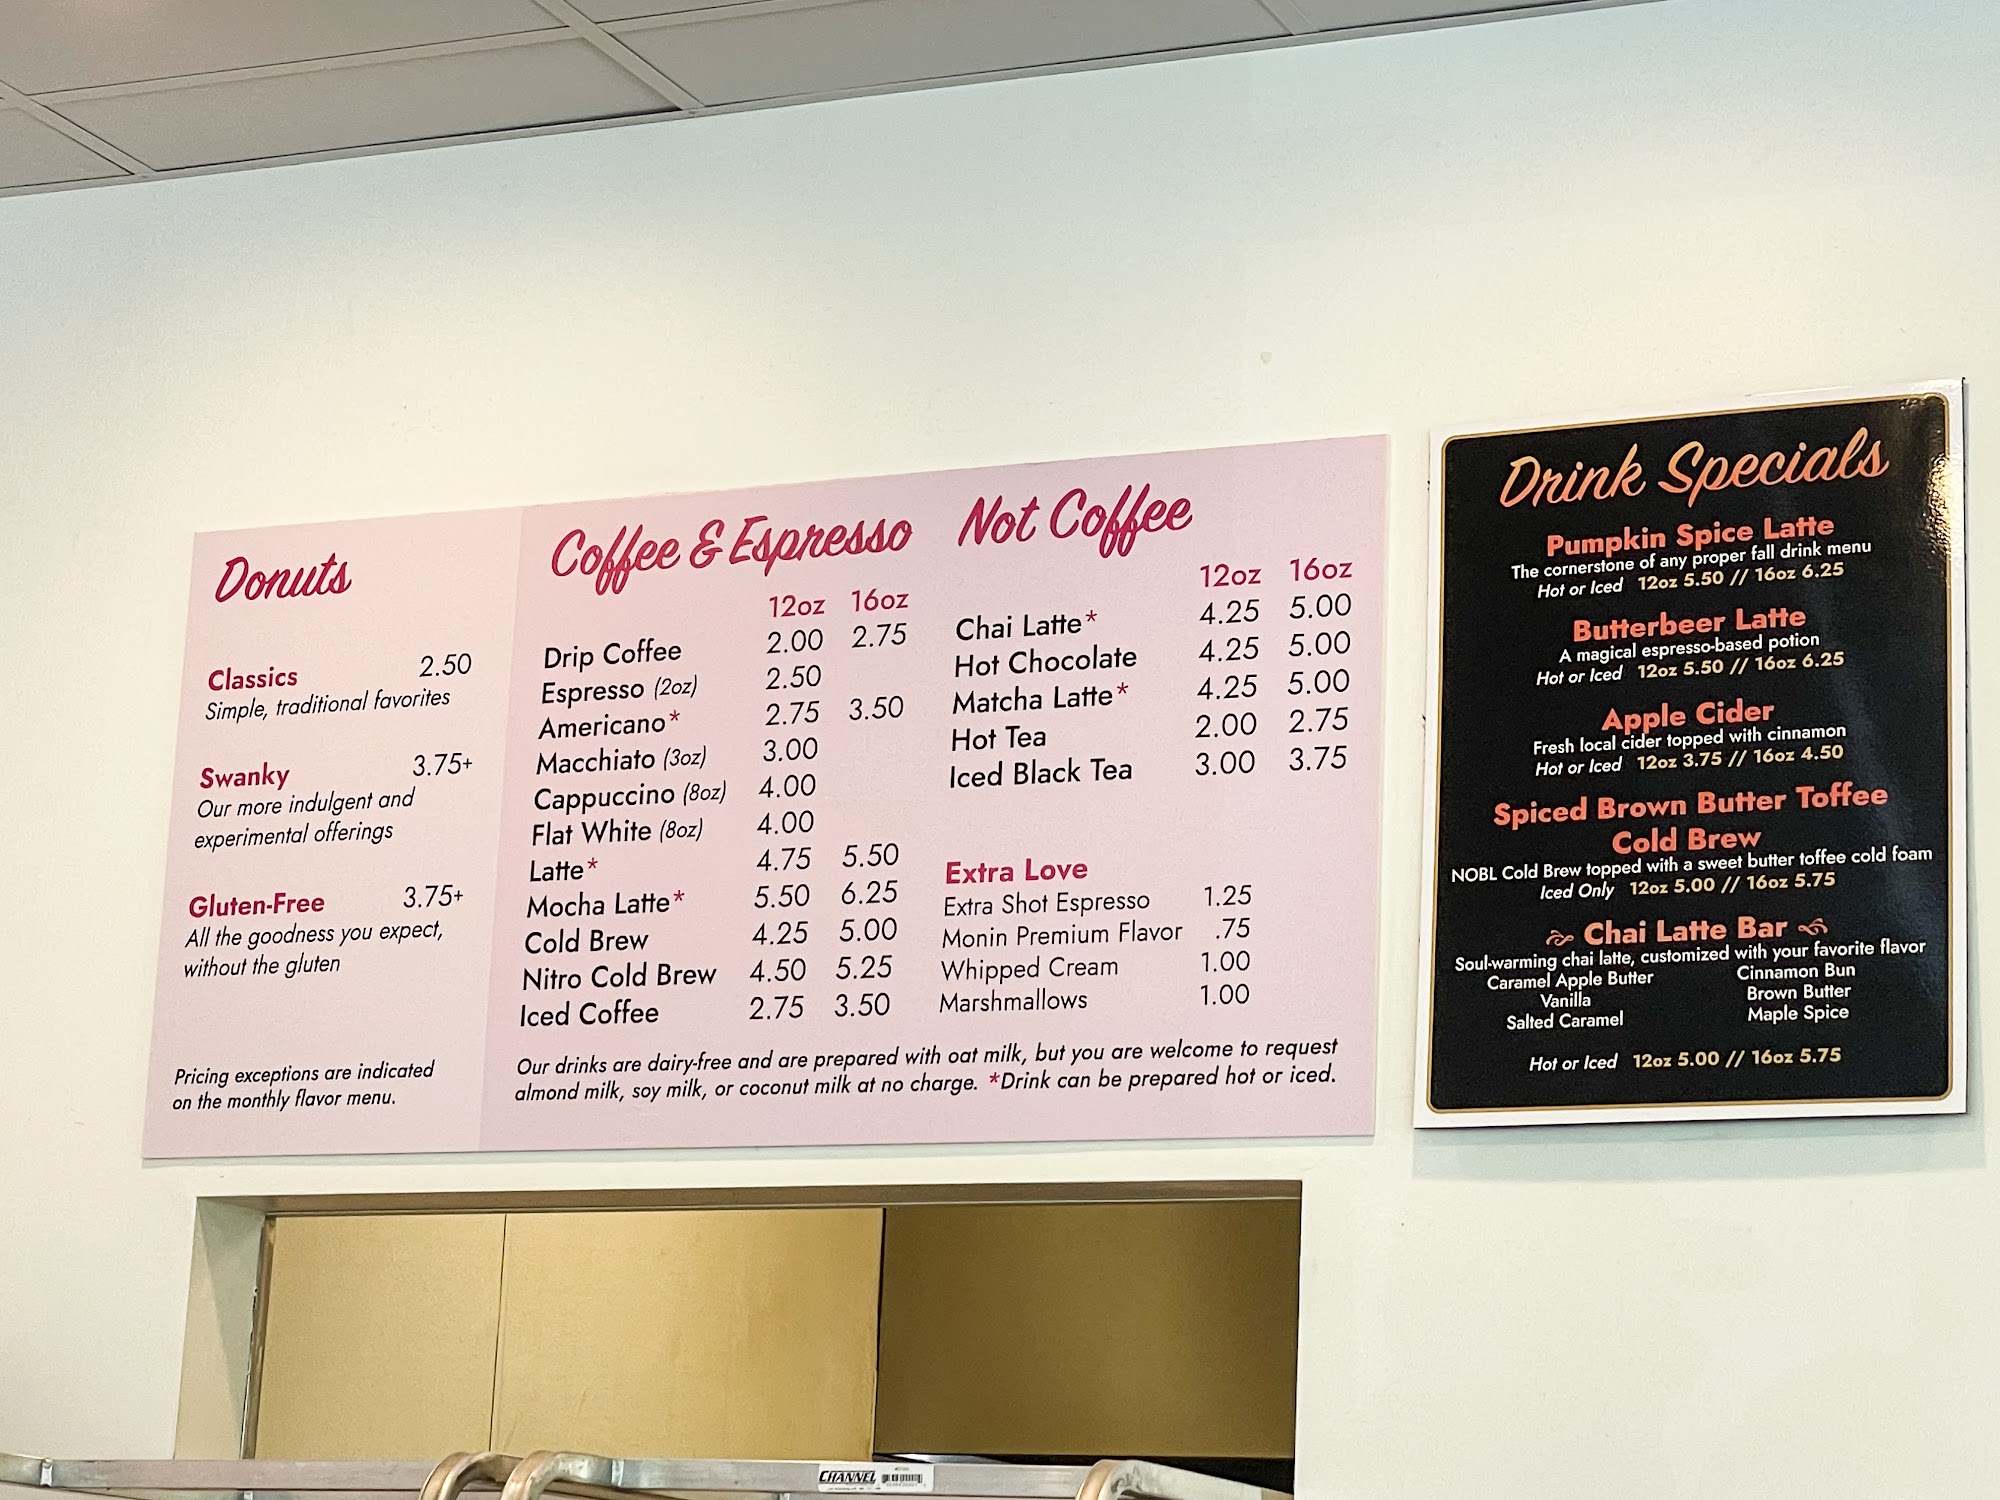 Donuts
Classics 2.50
Simple, traditional favorites
Swanky 3.75+
Our more indulgent and
experimental offerings
Gluten-Free 3.75+
All the goodness you expect,
without the gluten
Pricing exceptions are indicated
on the monthly flavor menu.
Coffee & Espresso
12oz 16oz
Drip Coffee 2.00 2.75
Espresso (2oz) 2.50
Americano* 2.75 3.50
Macchiato (3oz) 3.00
Cappuccino (8oz) 4.00
Flat White (8oz) 4.00
Latte* 4.75 5.50
Mocha Latte* 5.50 6.25
Cold Brew 4.25 5.00
Nitro Cold Brew 4.50 5.25
Iced Coffee 2.75 3.50
Not Coffee
12oz 16oz
Chai Latte* 4.25 5.00
Hot Chocolate 4.25 5.00
Matcha Latte* 4.25 5.00
Hot Tea 2.00 2.75
Iced Black Tea 3.00 3.75
Extra Love
Extra Shot Espresso 1.25
Monin Premium Flavor .75
Whipped Cream 1.00
Marshmallows 1.00
Our drinks are dairy-free and are prepared with oat milk, but you are welcome to request
almond milk, soy milk, or coconut milk at no charge. *Drink can be prepared hot or iced.
Drink Specials
Pumpkin Spice Latte
The cornerstone of any proper fall drink menu
Hot or Iced 12oz 5.50 // 16oz 6.25
Butterbeer Latte
A magical espresso-based potion
Hot or Iced 12oz 5.50 // 16oz 6.25
Apple Cider
Fresh local cider topped with cinnamon
Hot or Iced 12oz 3.75 // 16oz 4.50
Spiced Brown Butter Toffee
Cold Brew
NOBL Cold Brew topped with a sweet butter toffee cold foam
Iced Only 12oz 5.00 // 16oz 5.75
Chai Latte Bar
Soul-warming chai latte, customized with your favorite flavor
Caramel Apple Butter Cinnamon Bun
Vanilla Brown Butter
Salted Caramel Maple Spice
Hot or Iced 12oz 5.00 // 16oz 5.75
CHANNEL